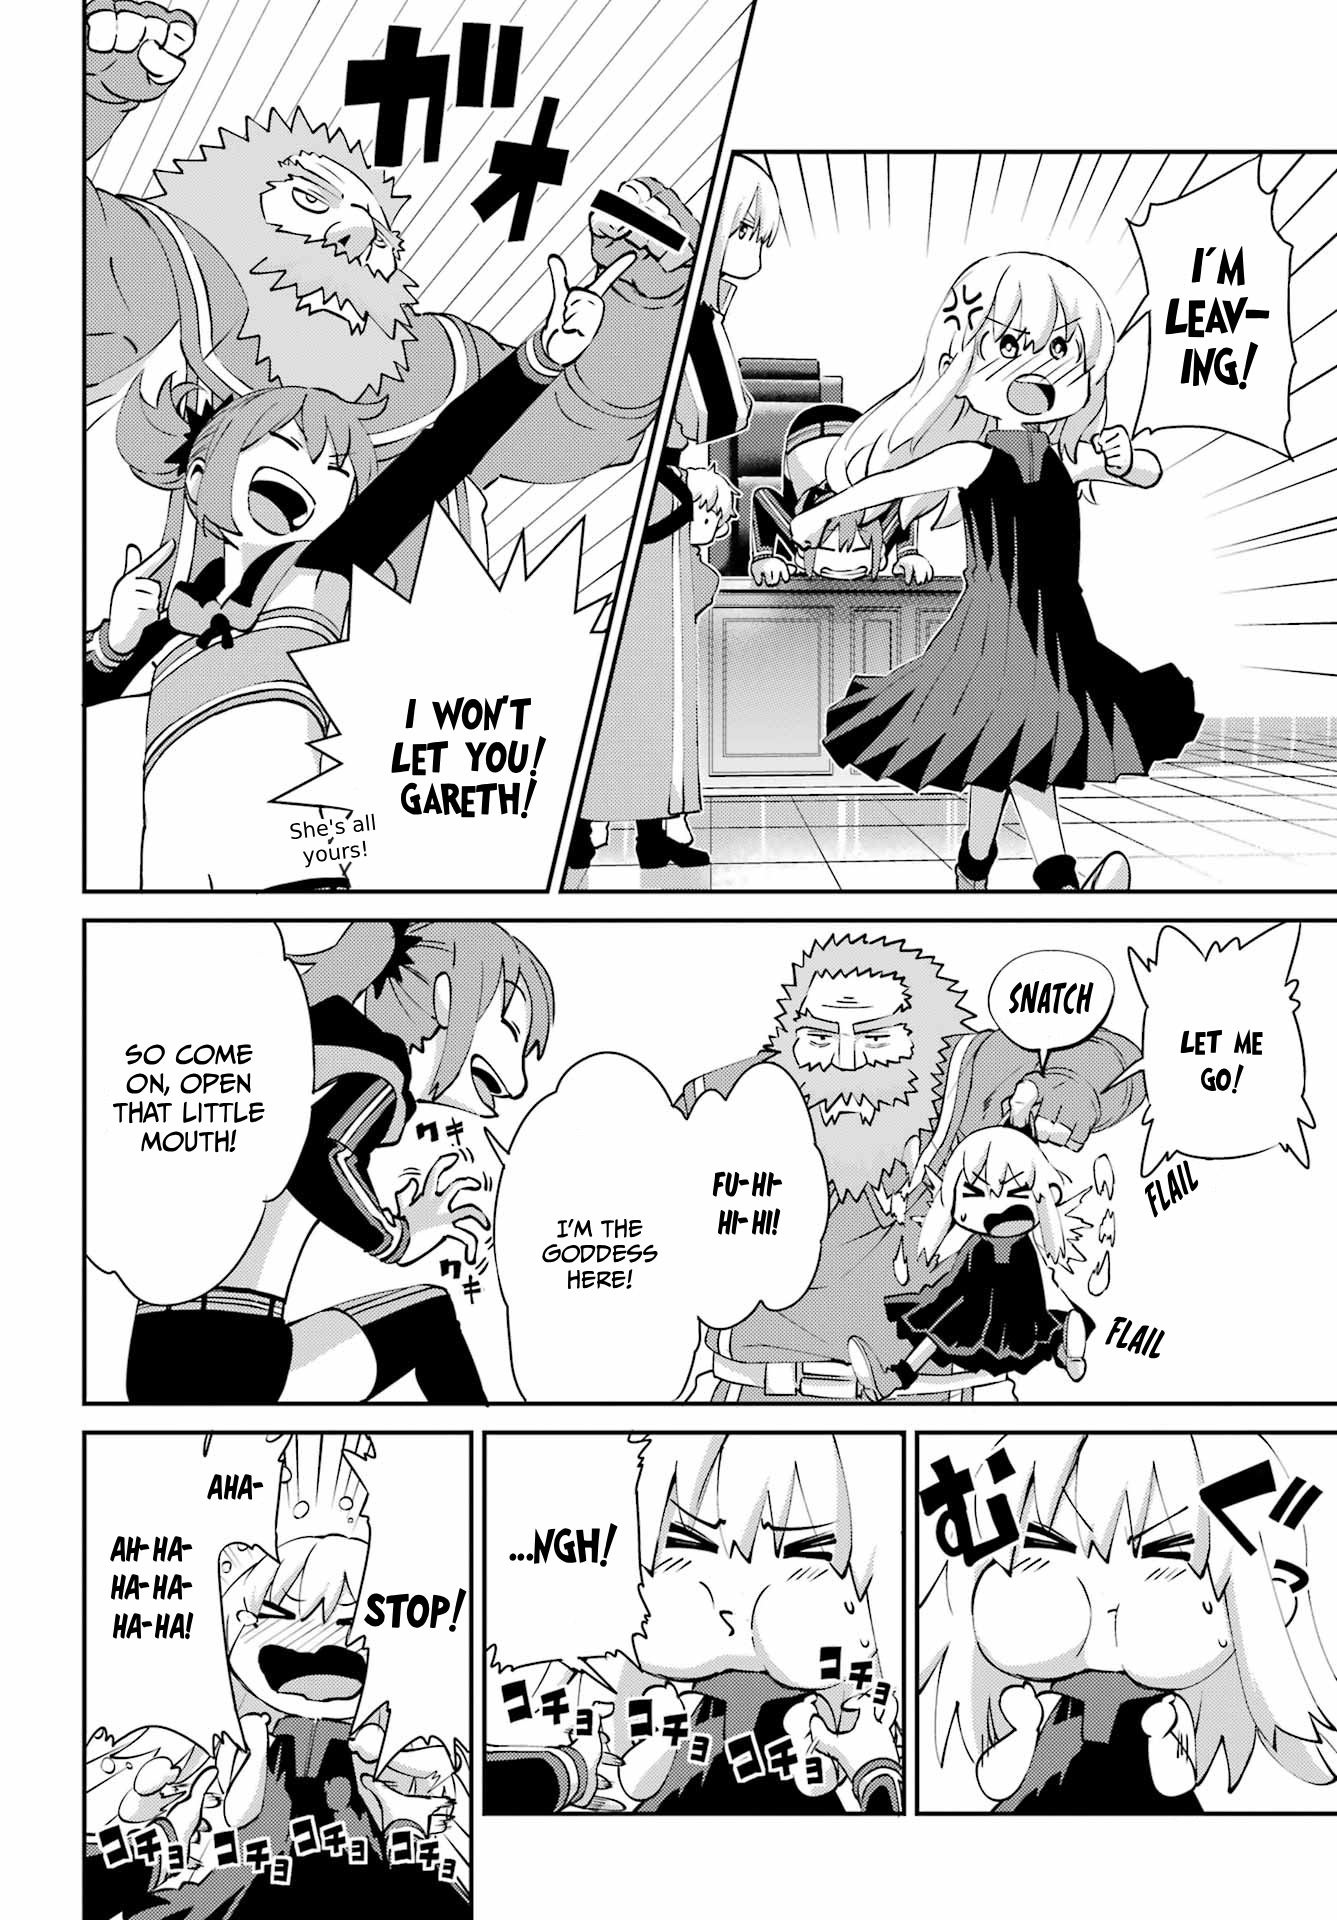 I'M
LEAV-
ING!
ガオ
I WON'T
LET YOU!
GARETH!
She's all
yours!
LET ME
GO!
SNATCH
FLAIL
FLAIL
FU-HI-
HI-HI!
I'M THE
GODDESS
HERE!
クキ
クキ
SO COME
ON, OPEN
THAT LITTLE
MOUTH!
むぐっ
...NGH!
コチョ
コチョ
コチョ
コチョ
STOP!
AHA-
AH-HA-
HA-HA-
HA-HA!
コチョ
コチョ
コチョ
コチョ